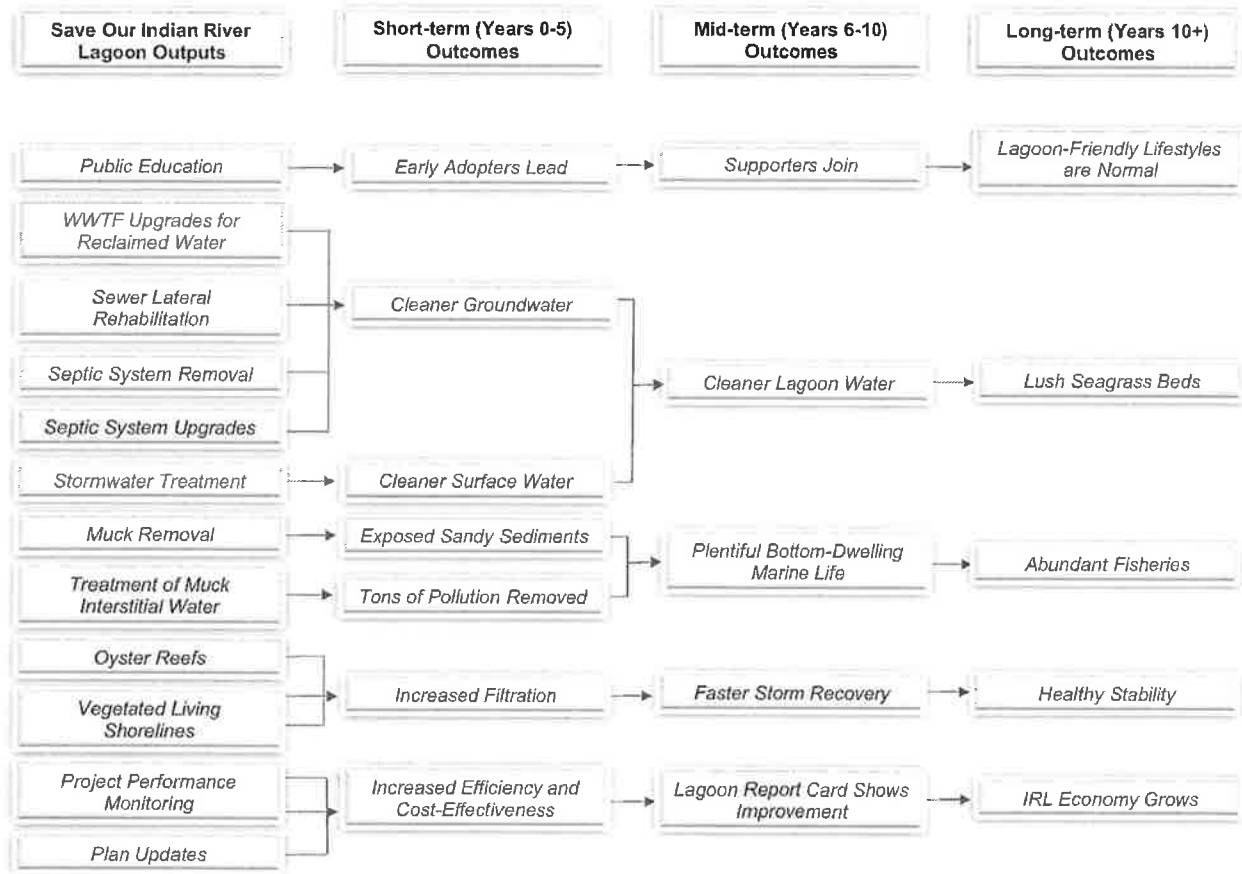 Save Our Indian River
Lagoon Outputs
Short-term (Years 0-5)
Outcomes
Mid-term (Years 6-10)
Outcomes
Long-term (Years 10+)
Outcomes
Public Education
Early Adopters Lead
Supporters Join
Lagoon-Friendly Lifestyles
are Normal
WWTF Upgrades for
Reclaimed Water
Sewer Lateral
Rehabilitation
Cleaner Groundwater
Septic System Removal
Cleaner Lagoon Water
Lush Seagrass Beds
Septic System Upgrades
Stormwater Treatment
Cleaner Surface Water
Muck Removal
Exposed Sandy Sediments
Plentiful Bottom-Dwelling
Marine Life
Abundant Fisheries
Treatment of Muck
Interstitial Water
Tons of Pollution Removed
Oyster Reefs
Vegetated Living
Shorelines
Increased Filtration
Faster Storm Recovery
Healthy Stability
Project Performance
Monitoring
Increased Efficiency and
Cost-Effectiveness
Lagoon Report Card Shows
Improvement
IRL Economy Grows
Plan Updates